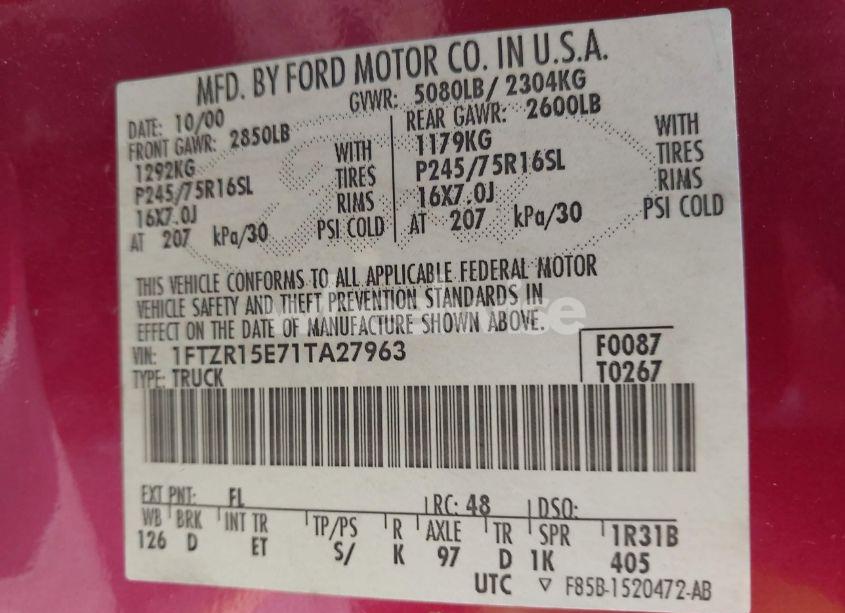 MFD. BY FORD MOTOR CO. IN U.S.A.
DATE: 10/00 GVWR: 5080LB/ 2304KG
FRONT GAWR: 2850LB REAR GAWR: 2600LB
1292KG WITH 1179KG WITH
P245/75R16SL TIRES P245/75R16SL TIRES
16X7.0J RIMS 16X7.0J RIMS
AT 207 kPa/30 PSI COLD AT 207 kPa/30 PSI COLD
THIS VEHICLE CONFORMS TO ALL APPLICABLE FEDERAL MOTOR
VEHICLE SAFETY AND THEFT PREVENTION STANDARDS IN
EFFECT ON THE DATE OF MANUFACTURE SHOWN ABOVE.
VIN: 1FTZR15E71TA27963 F0087
TYPE: TRUCK T0267
EXT PNT: FL RC: 48 DSO:
WB BRK INT TR TP/PS R AXLE TR SPR 1R31B
126 D ET S/ K 97 D 1K 405
UTC ▽ F85B-1520472-AB